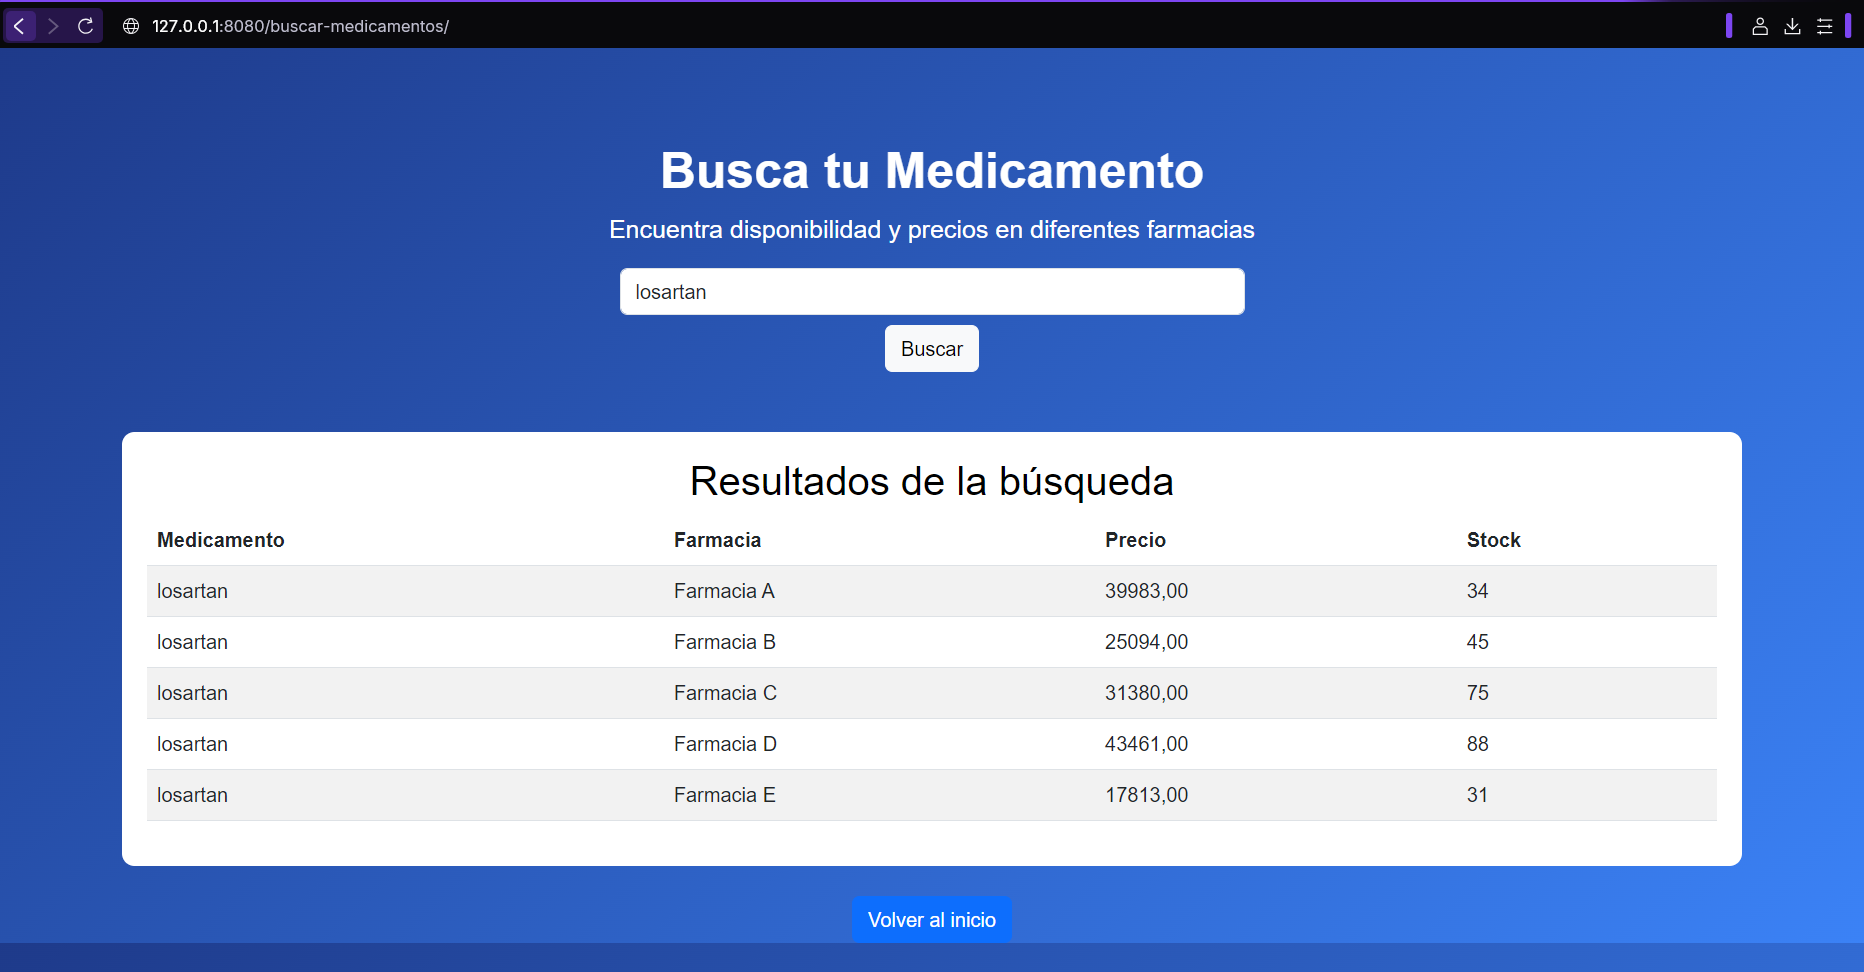 127.0.0.1:8080/buscar-medicamentos/
Busca tu Medicamento
Encuentra disponibilidad y precios en diferentes farmacias
losartan
Buscar
Resultados de la búsqueda
Medicamento Farmacia Precio Stock
losartan Farmacia A 39983,00 34
losartan Farmacia B 25094,00 45
losartan Farmacia C 31380,00 75
losartan Farmacia D 43461,00 88
losartan Farmacia E 17813,00 31
Volver al inicio